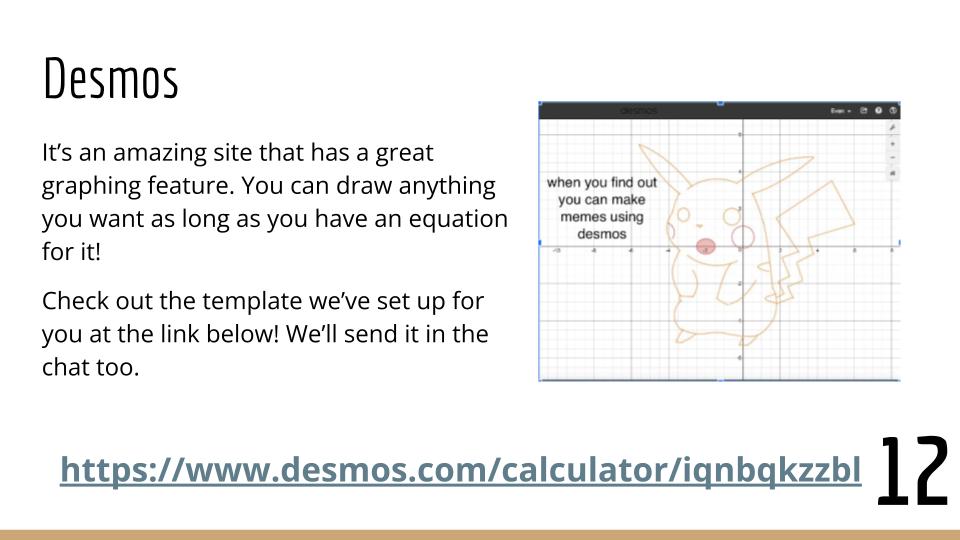 Desmos
It’s an amazing site that has a great
graphing feature. You can draw anything
you want as long as you have an equation
for it!
Check out the template we’ve set up for
you at the link below! We’ll send it in the
chat too.
desmos
Evan
when you find out
you can make
memes using
desmos
https://www.desmos.com/calculator/iqnbqkzzbl
12